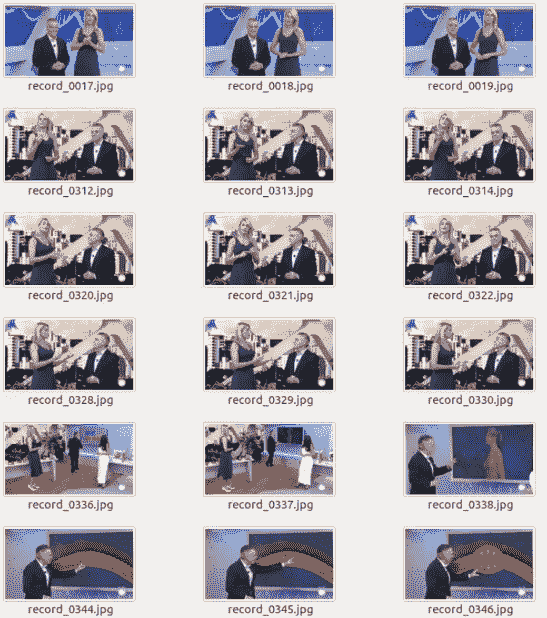 record_0017.jpg record_0018.jpg record_0019.jpg
record_0312.jpg record_0313.jpg record_0314.jpg
record_0320.jpg record_0321.jpg record_0322.jpg
record_0328.jpg record_0329.jpg record_0330.jpg
record_0336.jpg record_0337.jpg record_0338.jpg
record_0344.jpg record_0345.jpg record_0346.jpg